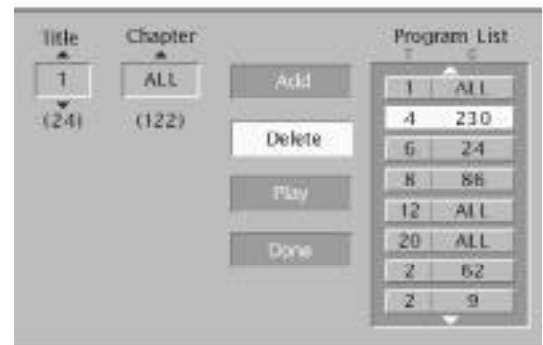 Title Chapter Program List
T C
1 ALL Add 1 ALL
(24) (122) 4 230
Delete 6 24
Play 8 86
12 ALL
Done 20 ALL
2 62
2 9